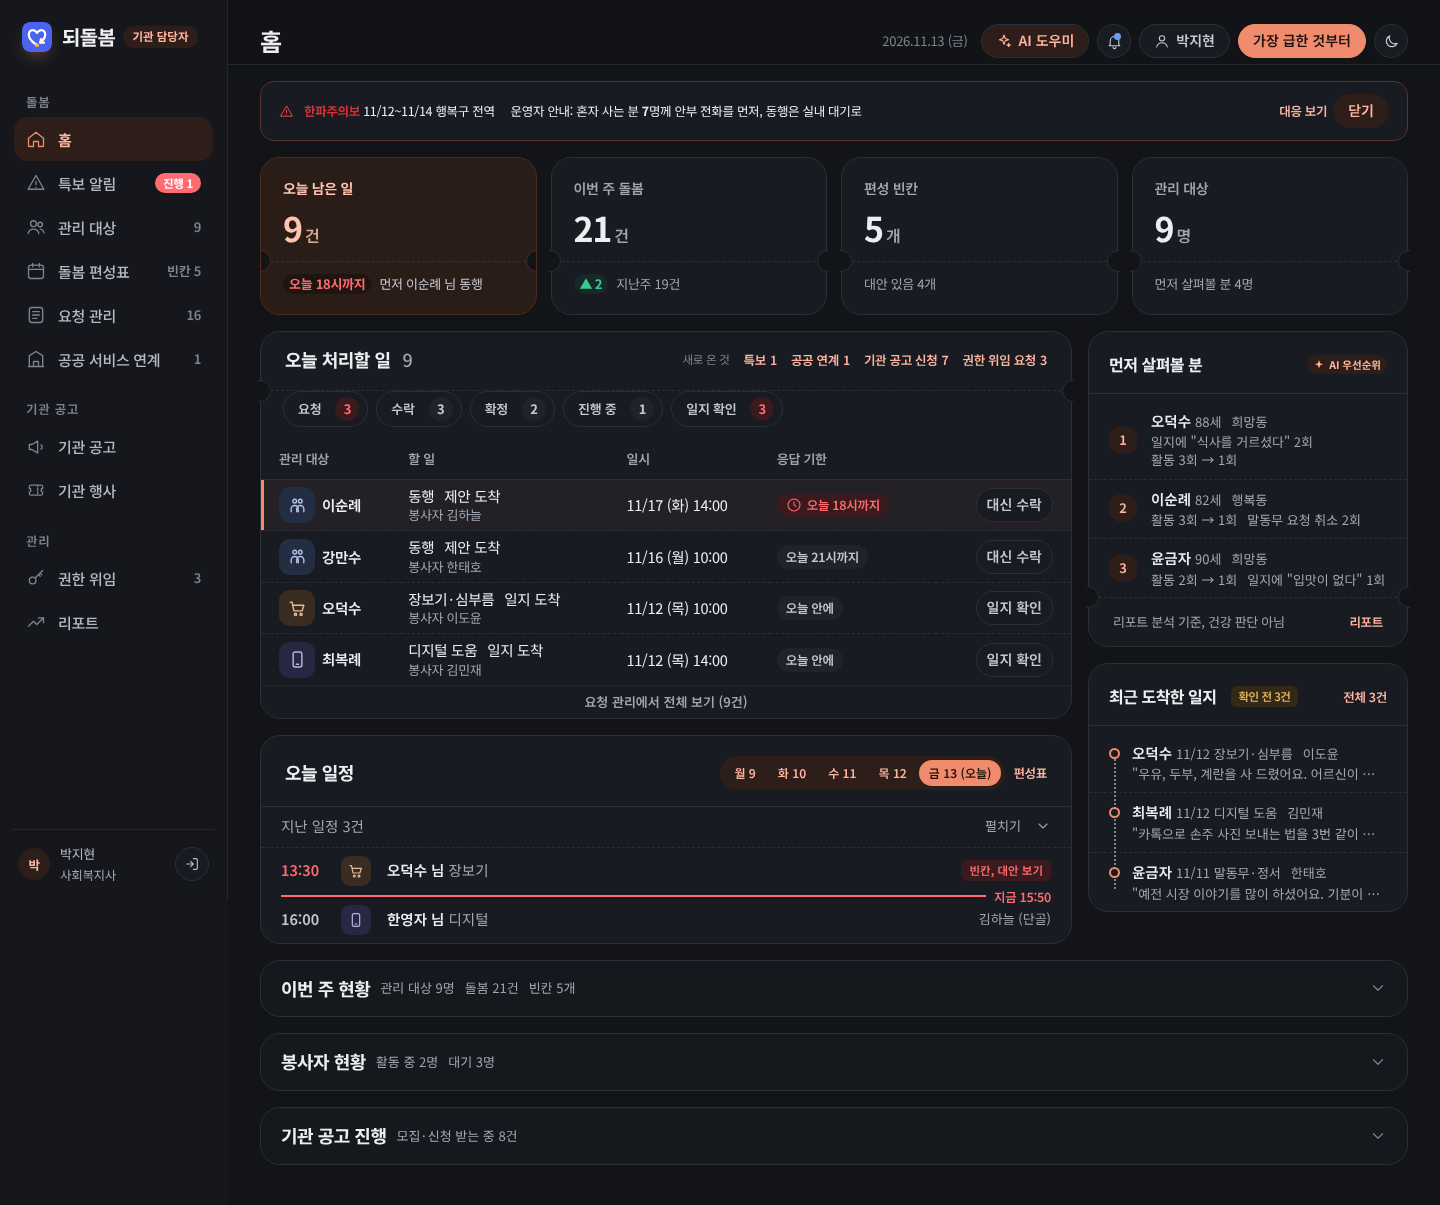 되돌봄 기관 담당자
돌봄
홈
특보 알림 진행 1
관리 대상 9
돌봄 편성표 빈칸 5
요청 관리 16
공공 서비스 연계 1
기관 공고
기관 공고
기관 행사
관리
권한 위임 3
리포트
박 박지현
사회복지사
홈
2026.11.13 (금) AI 도우미 박지현 가장 급한 것부터
한파주의보 11/12~11/14 행복구 전역 운영자 안내: 혼자 사는 분 7명께 안부 전화를 먼저, 동행은 실내 대기로 대응 보기 닫기
오늘 남은 일
9건
오늘 18시까지 먼저 이순례 님 동행
이번 주 돌봄
21건
▲2 지난주 19건
편성 빈칸
5개
대안 있음 4개
관리 대상
9명
먼저 살펴볼 분 4명
오늘 처리할 일 9 새로 온 것 특보 1 공공 연계 1 기관 공고 신청 7 권한 위임 요청 3
요청 3 수락 3 확정 2 진행 중 1 일지 확인 3
관리 대상 할 일 일시 응답 기한
이순례 동행 제안 도착 11/17 (화) 14:00 오늘 18시까지 대신 수락
봉사자 김하늘
강만수 동행 제안 도착 11/16 (월) 10:00 오늘 21시까지 대신 수락
봉사자 한태호
오덕수 장보기·심부름 일지 도착 11/12 (목) 10:00 오늘 안에 일지 확인
봉사자 이도윤
최복례 디지털 도움 일지 도착 11/12 (목) 14:00 오늘 안에 일지 확인
봉사자 김민재
요청 관리에서 전체 보기 (9건)
먼저 살펴볼 분 AI 우선순위
1 오덕수 88세 희망동
일지에 "식사를 거르셨다" 2회
활동 3회 → 1회
2 이순례 82세 행복동
활동 3회 → 1회 말동무 요청 취소 2회
3 윤금자 90세 희망동
활동 2회 → 1회 일지에 "입맛이 없다" 1회
리포트 분석 기준, 건강 판단 아님 리포트
오늘 일정 월 9 화 10 수 11 목 12 금 13 (오늘) 편성표
지난 일정 3건 펼치기
13:30 오덕수 님 장보기 빈칸, 대안 보기
지금 15:50
16:00 한영자 님 디지털 김하늘 (단골)
최근 도착한 일지 확인 전 3건 전체 3건
오덕수 11/12 장보기·심부름 이도윤
"우유, 두부, 계란을 사 드렸어요. 어르신이 …
최복례 11/12 디지털 도움 김민재
"카톡으로 손주 사진 보내는 법을 3번 같이 …
윤금자 11/11 말동무·정서 한태호
"예전 시장 이야기를 많이 하셨어요. 기분이 …
이번 주 현황 관리 대상 9명 돌봄 21건 빈칸 5개
봉사자 현황 활동 중 2명 대기 3명
기관 공고 진행 모집·신청 받는 중 8건